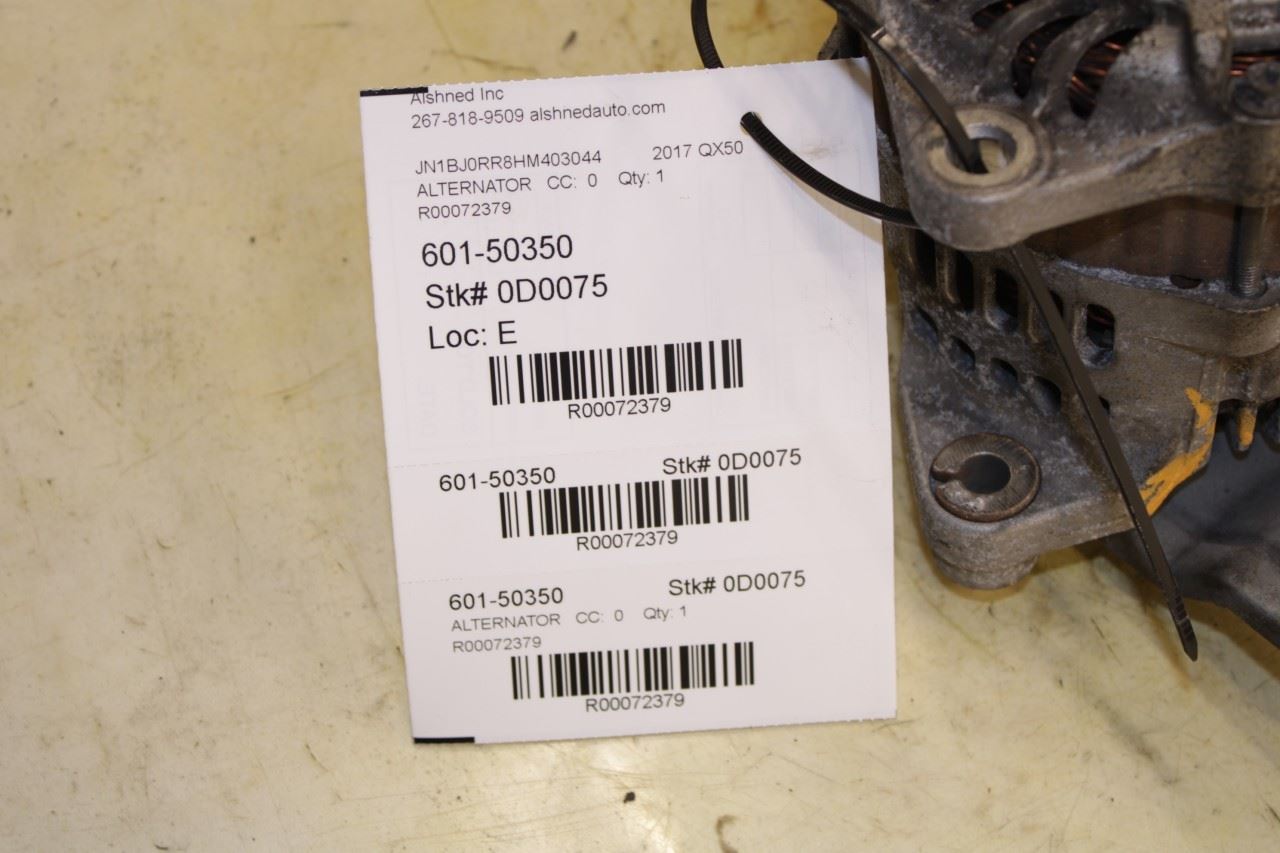 Alshned Inc
267-818-9509 alshnedauto.com
JN1BJ0RR8HM403044 2017 QX50
ALTERNATOR CC: 0 Qty: 1
R00072379
601-50350
Stk# 0D0075
Loc: E
R00072379
601-50350 Stk# 0D0075
R00072379
601-50350 Stk# 0D0075
ALTERNATOR CC: 0 Qty: 1
R00072379
R00072379